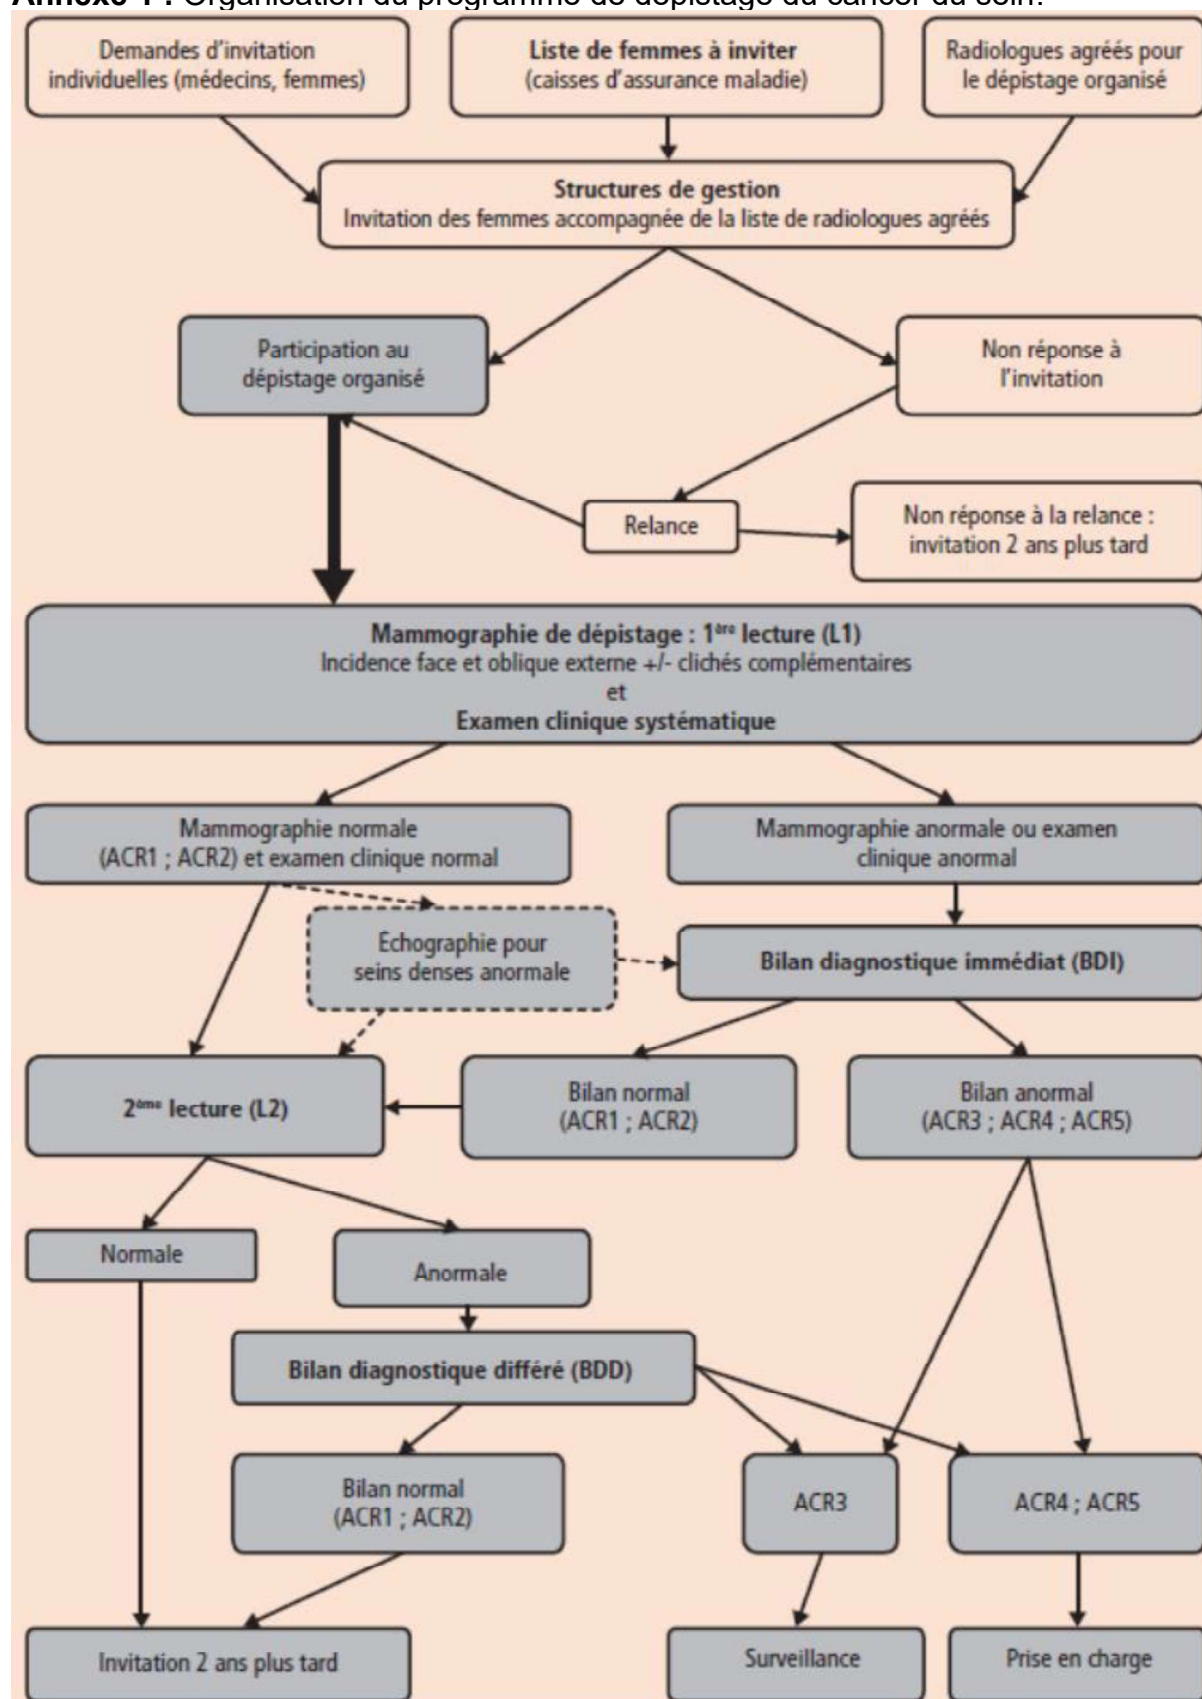 Annexe 1 : Organisation du programme de dépistage du cancer du sein.
Demandes d'invitation
individuelles (médecins, femmes)
Liste de femmes à inviter
(caisses d'assurance maladie)
Radiologues agréés pour
le dépistage organisé
Structures de gestion
Invitation des femmes accompagnée de la liste de radiologues agréés
Participation au
dépistage organisé
Non réponse à
l'invitation
Relance
Non réponse à la relance :
invitation 2 ans plus tard
Mammographie de dépistage : 1ère lecture (L1)
Incidence face et oblique externe +/- clichés complémentaires
et
Examen clinique systématique
Mammographie normale
(ACR1 ; ACR2) et examen clinique normal
Mammographie anormale ou examen
clinique anormal
Echographie pour
seins denses anormale
Bilan diagnostique immédiat (BDI)
2ème lecture (L2)
Bilan normal
(ACR1 ; ACR2)
Bilan anormal
(ACR3 ; ACR4 ; ACR5)
Normale
Anormale
Bilan diagnostique différé (BDD)
Bilan normal
(ACR1 ; ACR2)
ACR3
ACR4 ; ACR5
Invitation 2 ans plus tard
Surveillance
Prise en charge